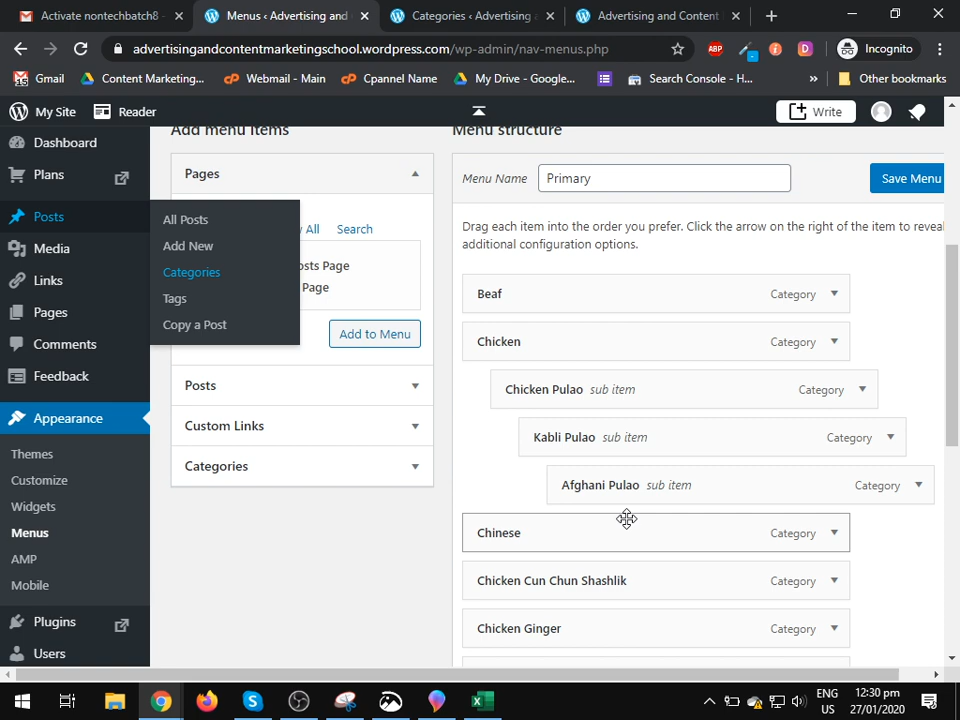 Activate nontechbatch8
Menus ‹ Advertising and
Categories ‹ Advertising
Advertising and Content
advertisingandcontentmarketingschool.wordpress.com/wp-admin/nav-menus.php
ABP
D
Incognito
Gmail
Content Marketing...
Webmail - Main
Cpannel Name
My Drive - Google...
Search Console - H...
»
Other bookmarks
My Site
Reader
Write
Dashboard
Plans
Posts
Media
Links
Pages
Comments
Feedback
Appearance
Themes
Customize
Widgets
Menus
AMP
Mobile
Plugins
Users
All Posts
Add New
Categories
Tags
Copy a Post
Add menu items
Pages
All
Search
osts Page
Page
Add to Menu
Posts
Custom Links
Categories
Menu structure
Menu Name
Primary
Save Menu
Drag each item into the order you prefer. Click the arrow on the right of the item to reveal
additional configuration options.
Beaf Category
Chicken Category
Chicken Pulao sub item Category
Kabli Pulao sub item Category
Afghani Pulao sub item Category
Chinese Category
Chicken Cun Chun Shashlik Category
Chicken Ginger Category
ENG
US
12:30 pm
27/01/2020